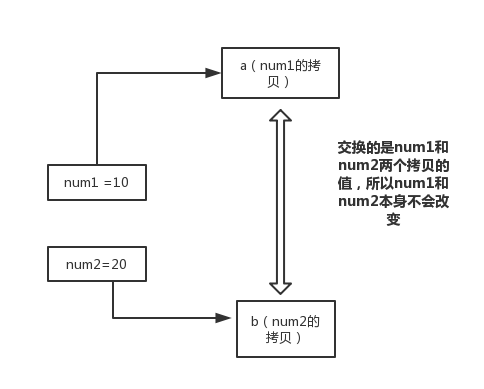 a（num1的拷
贝）
num1 =10
交换的是num1和
num2两个拷贝的
值，所以num1和
num2本身不会改
变
num2=20
b（num2的
拷贝）